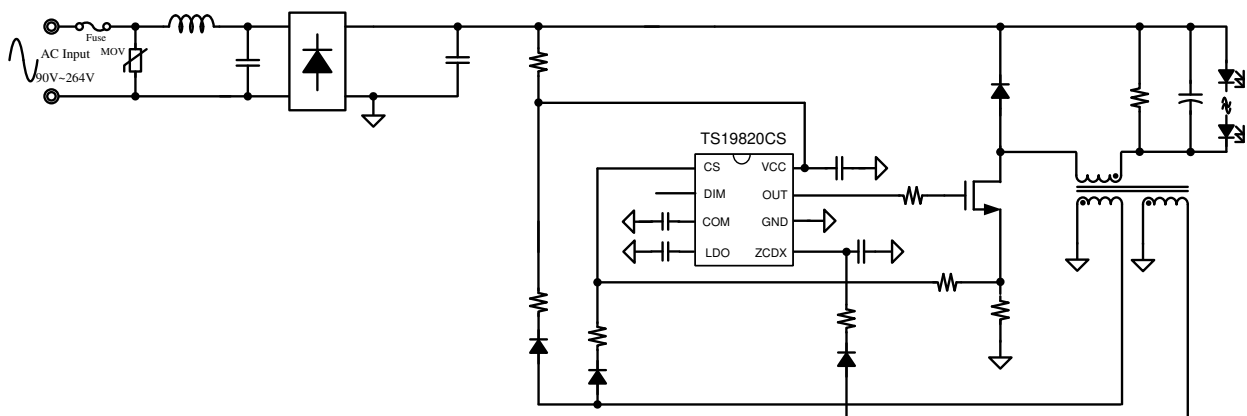 Fuse
AC Input
MOV
90V~264V
TS19820CS
CS
VCC
DIM
OUT
COM
GND
LDO
ZCDX